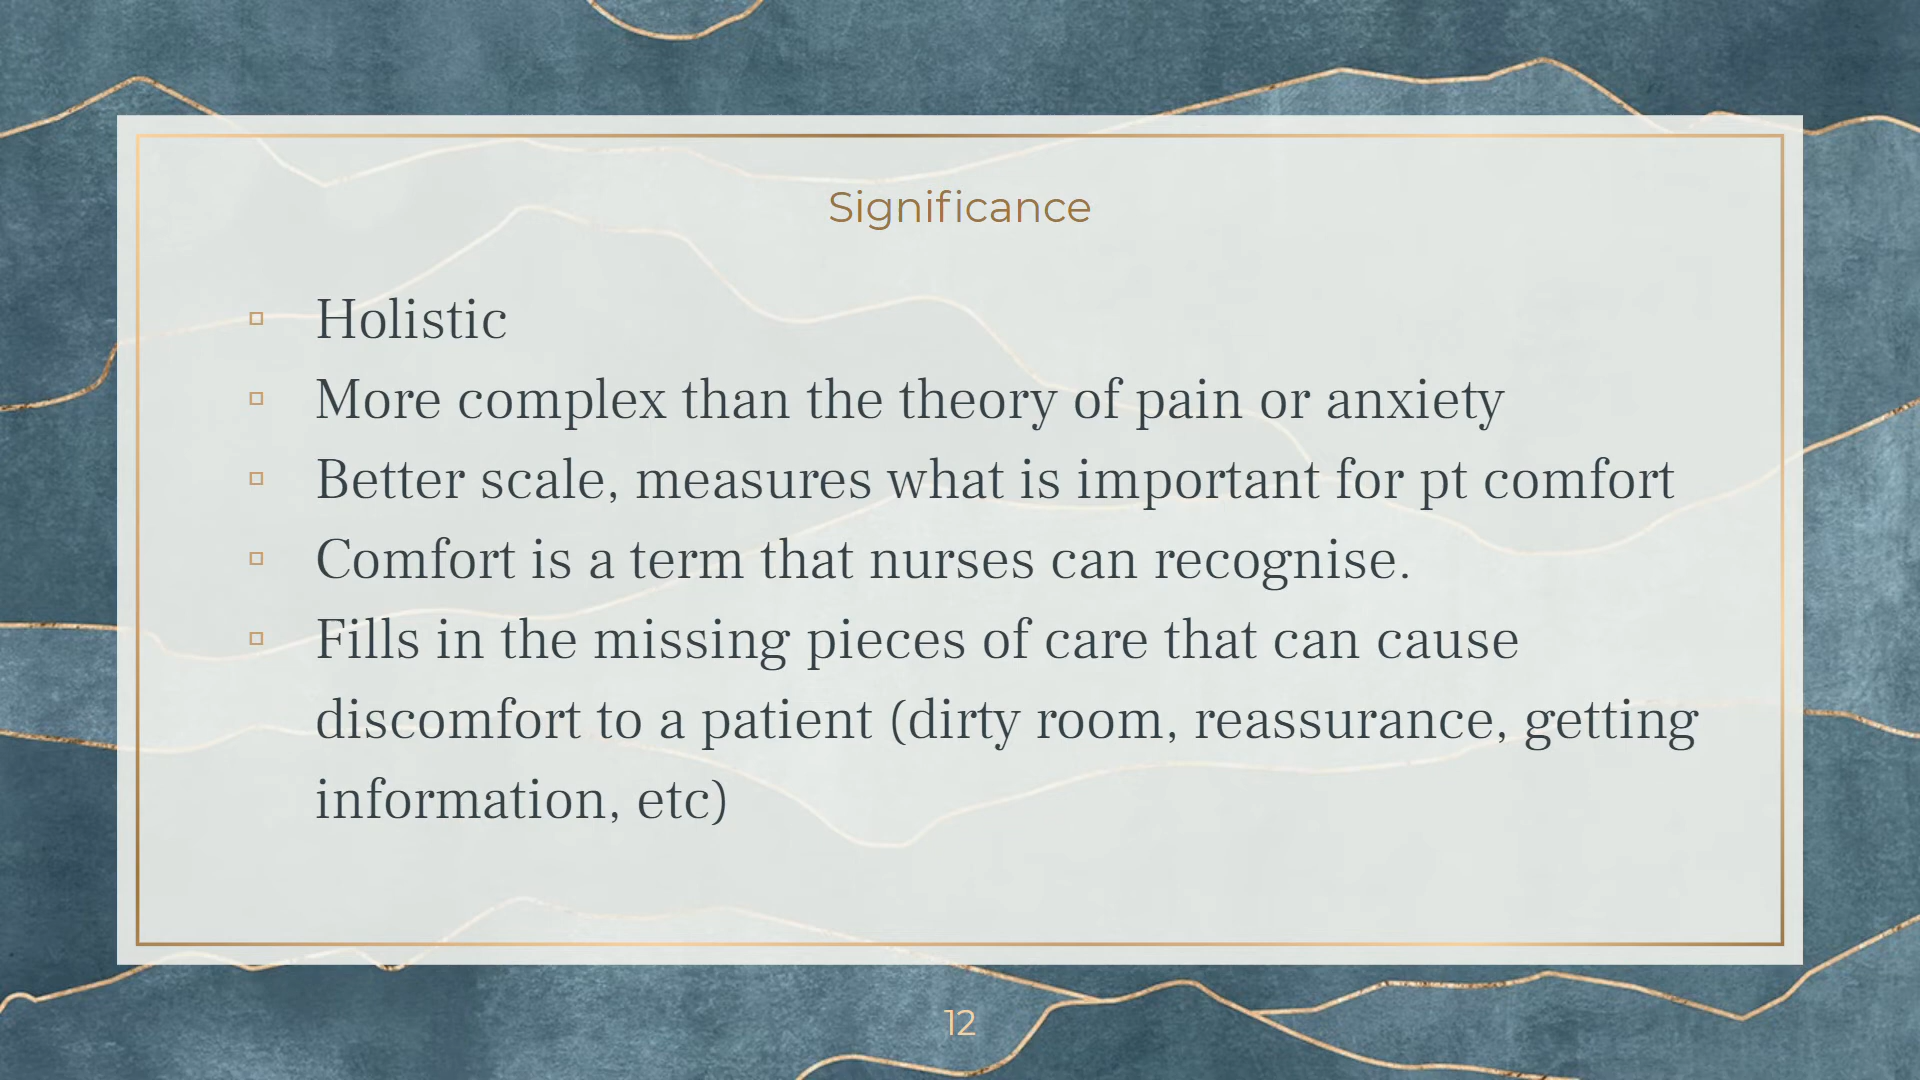 Significance
▫ Holistic
▫ More complex than the theory of pain or anxiety
▫ Better scale, measures what is important for pt comfort
▫ Comfort is a term that nurses can recognise.
▫ Fills in the missing pieces of care that can cause
discomfort to a patient (dirty room, reassurance, getting
information, etc)
12